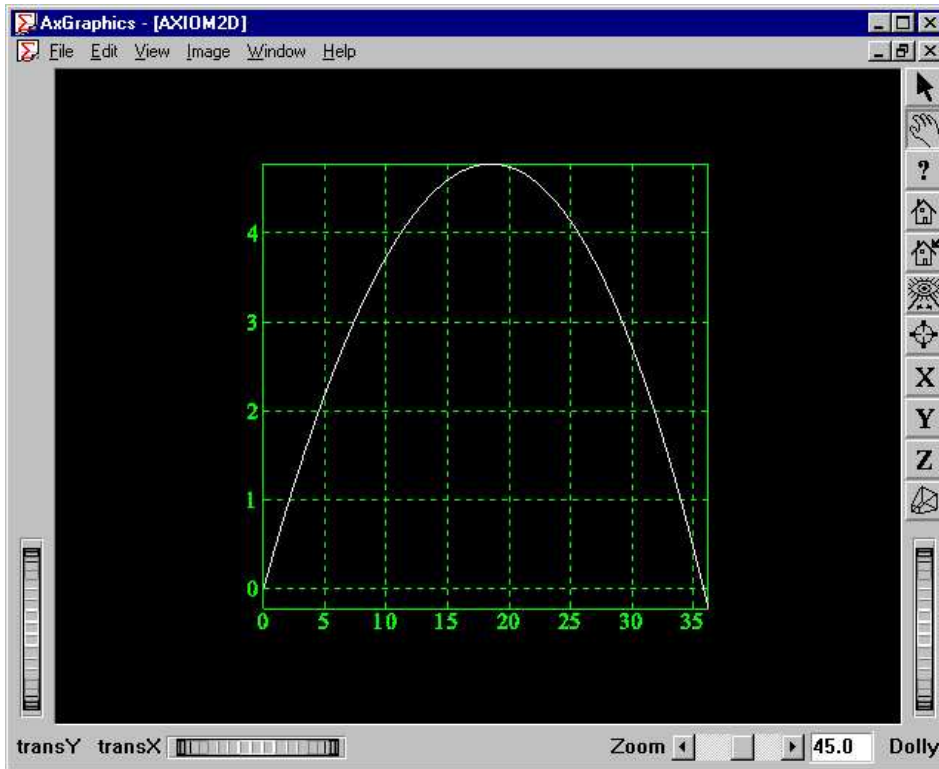 AxGraphics - [AXIOM2D]
File Edit View Image Window Help
?
X
Y
Z
4
3
2
1
0
0 5 10 15 20 25 30 35
transY transX Zoom 45.0 Dolly